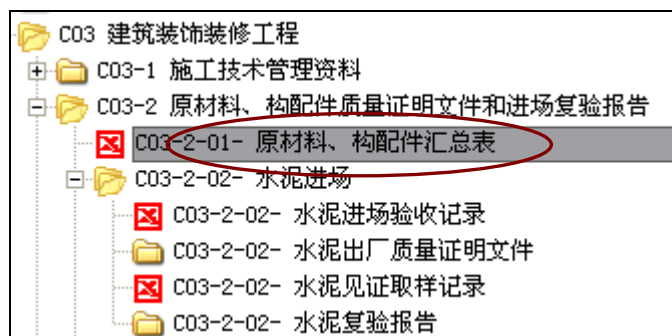 C03 建筑装饰装修工程
C03-1 施工技术管理资料
C03-2 原材料、构配件质量证明文件和进场复验报告
C03-2-01- 原材料、构配件汇总表
C03-2-02- 水泥进场
C03-2-02- 水泥进场验收记录
C03-2-02- 水泥出厂质量证明文件
C03-2-02- 水泥见证取样记录
C03-2-02- 水泥复验报告